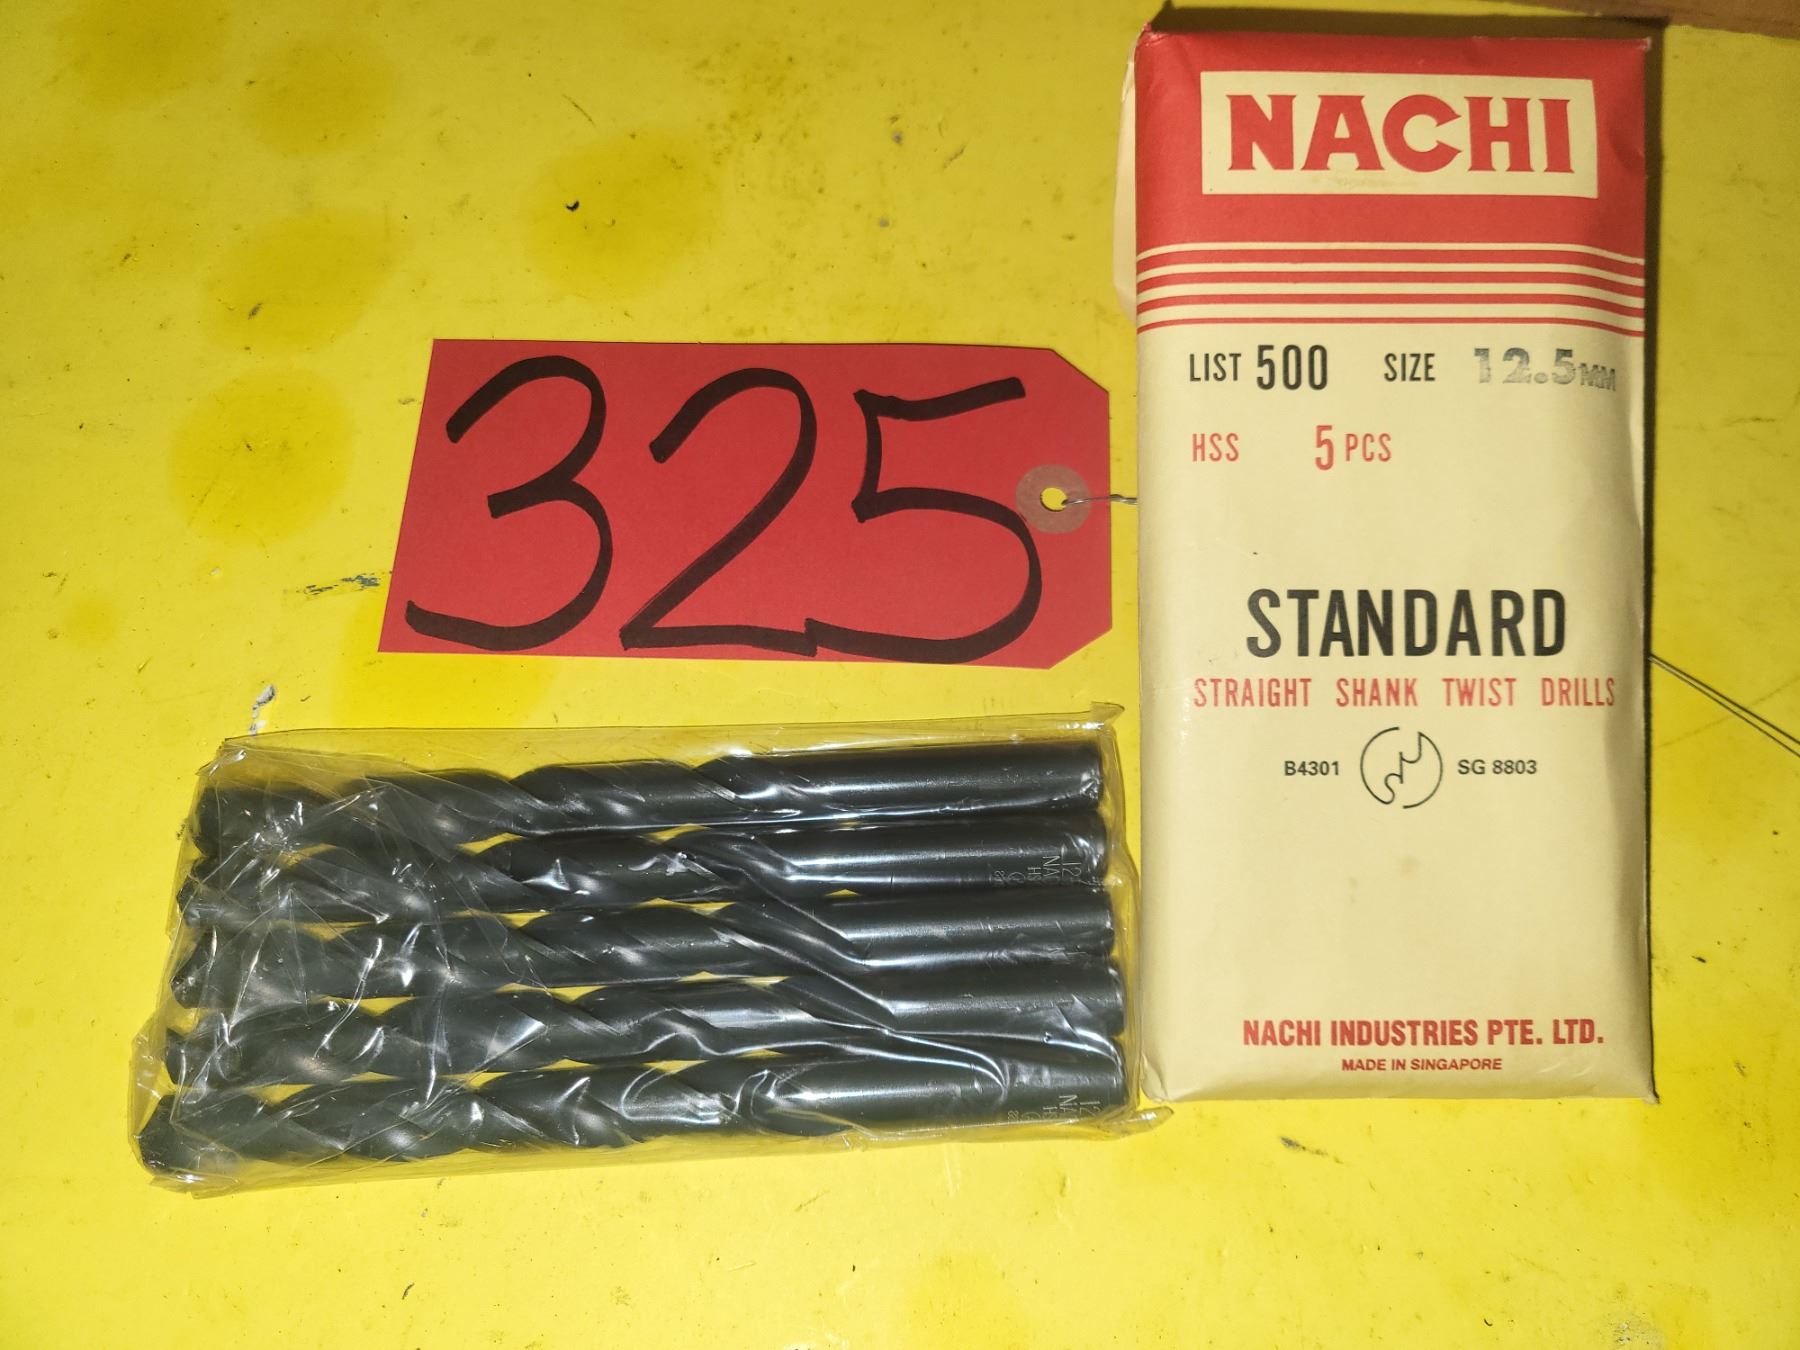 NACHI
LIST 500 SIZE 12.5MM
HSS 5 PCS
325
STANDARD
STRAIGHT SHANK TWIST DRILLS
B4301 SG 8803
NACHI INDUSTRIES PTE. LTD.
MADE IN SINGAPORE